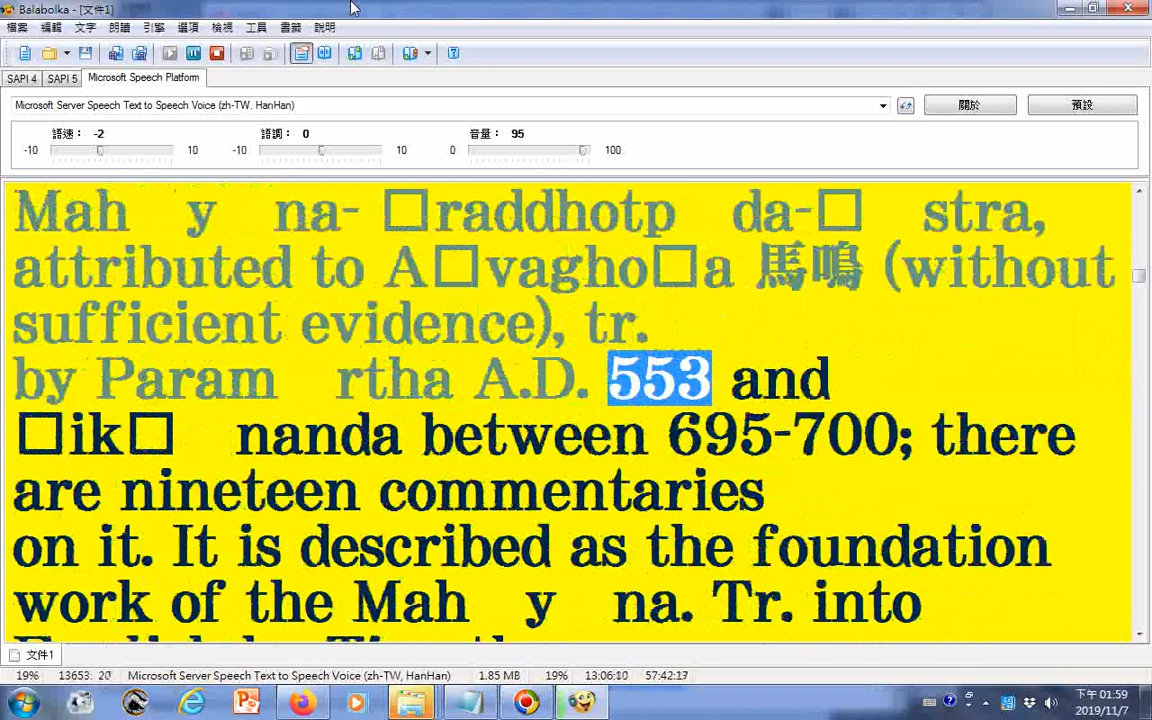 Balabolka - [文件1]
檔案 編輯 文字 朗讀 引擎 選項 檢視 工具 書籤 說明
SAPI 4 SAPI 5 Microsoft Speech Platform
Microsoft Server Speech Text to Speech Voice (zh-TW, HanHan) 關於 預設
語速: -2 語調: 0 音量: 95
-10 10 -10 10 0 100
Mah y na- □raddhotp da-□ stra,
attributed to A□vagho□a 馬鳴 (without
sufficient evidence), tr.
by Param rtha A.D. 553 and
□ik□ nanda between 695-700; there
are nineteen commentaries
on it. It is described as the foundation
work of the Mah y na. Tr. into
文件1
19% 13653: 20 Microsoft Server Speech Text to Speech Voice (zh-TW, HanHan) 1.85 MB 19% 13:06:10 57:42:17
下午 01:59
2019/11/7